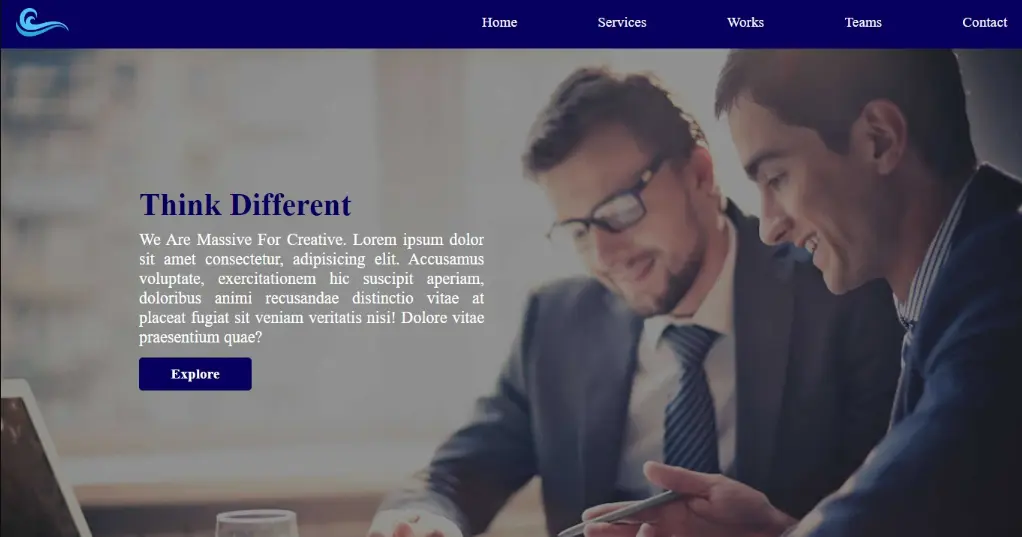 Home Services Works Teams Contact
Think Different
We Are Massive For Creative. Lorem ipsum dolor
sit amet consectetur, adipisicing elit. Accusamus
voluptate, exercitationem hic suscipit aperiam,
doloribus animi recusandae distinctio vitae at
placeat fugiat sit veniam veritatis nisi! Dolore vitae
praesentium quae?
Explore